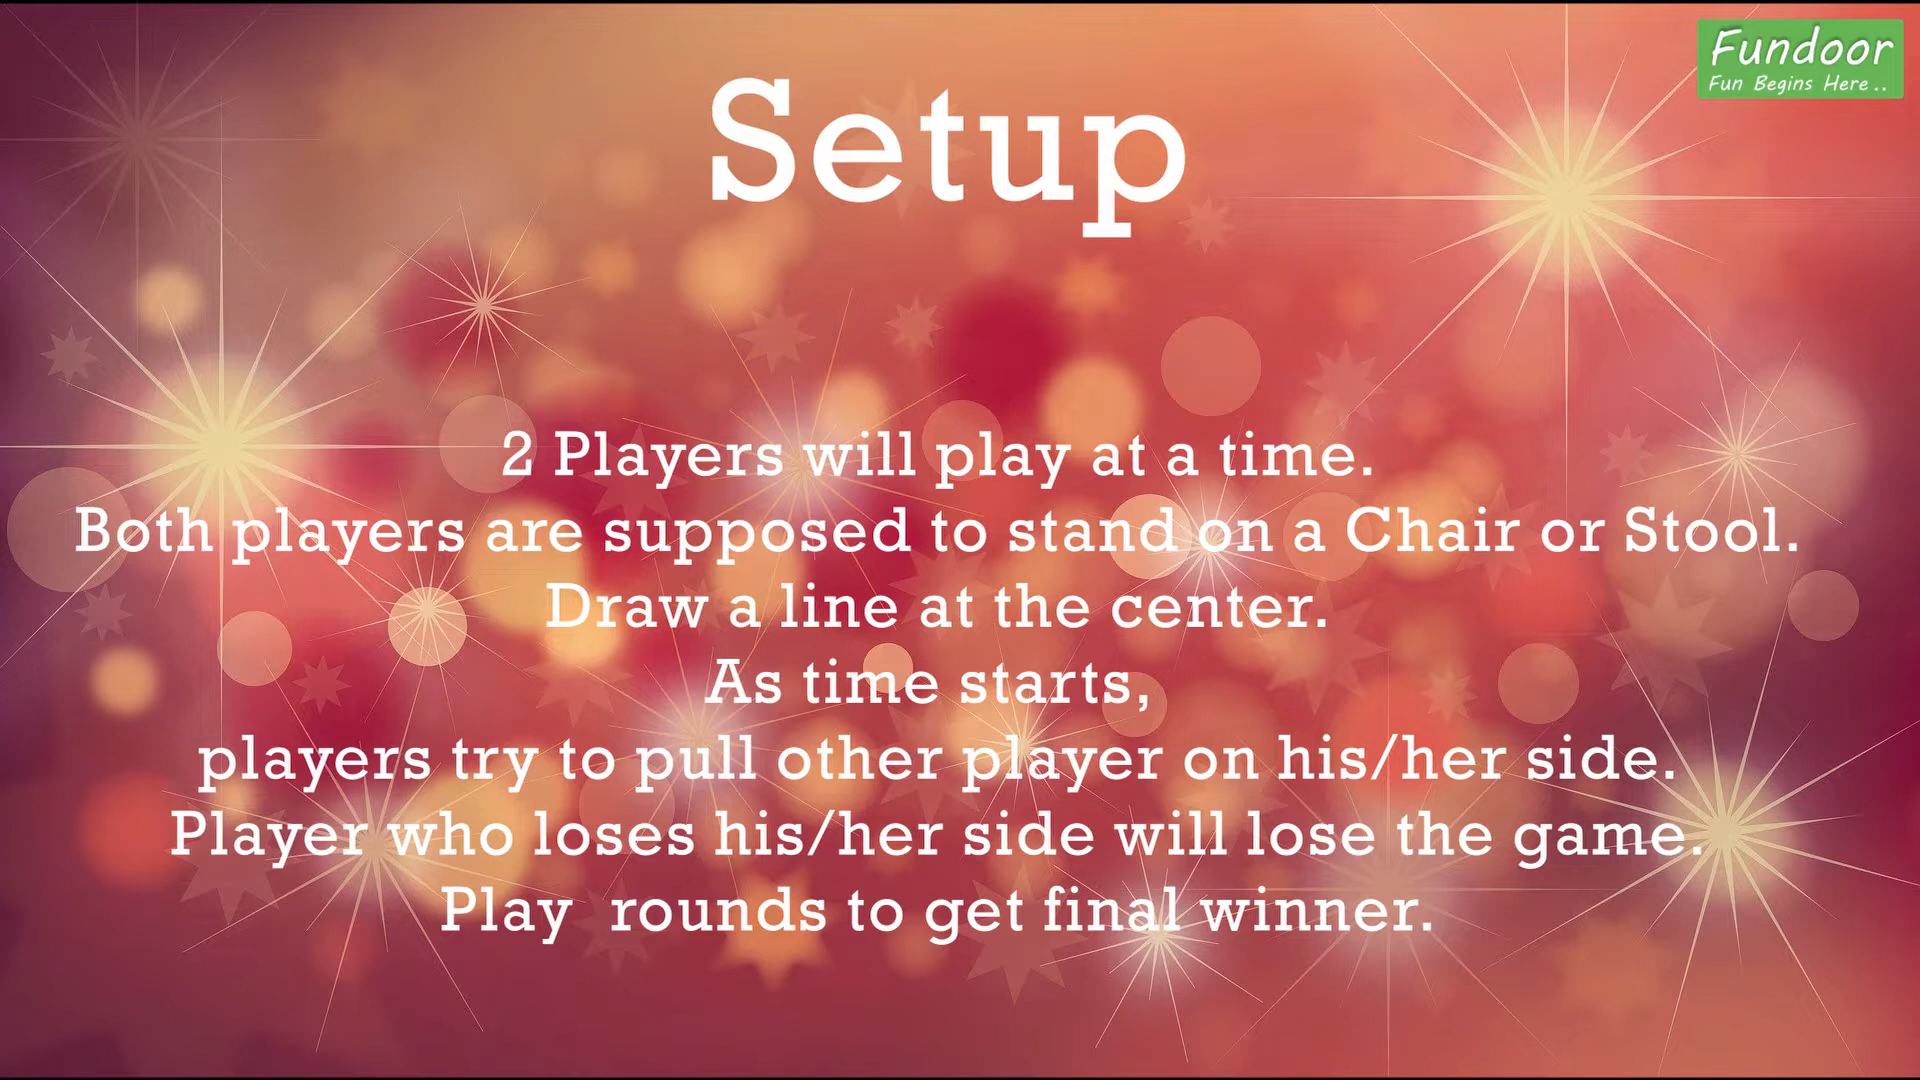 Fundoor
Fun Begins Here..
Setup
2 Players will play at a time.
Both players are supposed to stand on a Chair or Stool.
Draw a line at the center.
As time starts,
players try to pull other player on his/her side.
Player who loses his/her side will lose the game.
Play  rounds to get final winner.